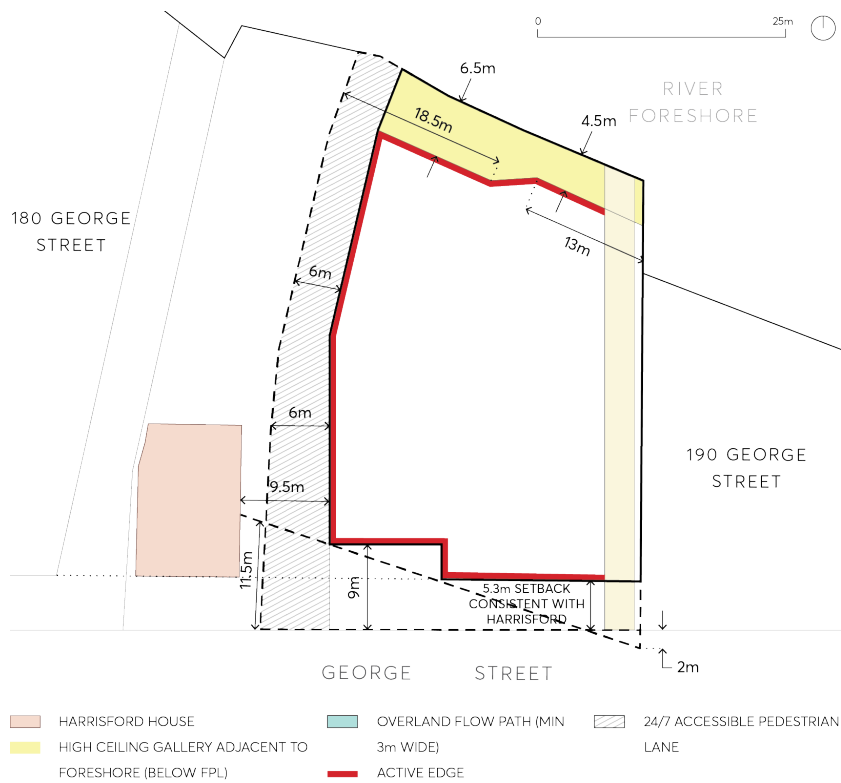 0
25m
6.5m
RIVER
FORESHORE
4.5m
18.5m
180 GEORGE
STREET
13m
6m
6m
190 GEORGE
STREET
9.5m
11.5m
9m
5.3m SETBACK
CONSISTENT WITH
HARRISFORD
2m
GEORGE STREET
HARRISFORD HOUSE
HIGH CEILING GALLERY ADJACENT TO
FORESHORE (BELOW FPL)
OVERLAND FLOW PATH (MIN
3m WIDE)
ACTIVE EDGE
24/7 ACCESSIBLE PEDESTRIAN
LANE